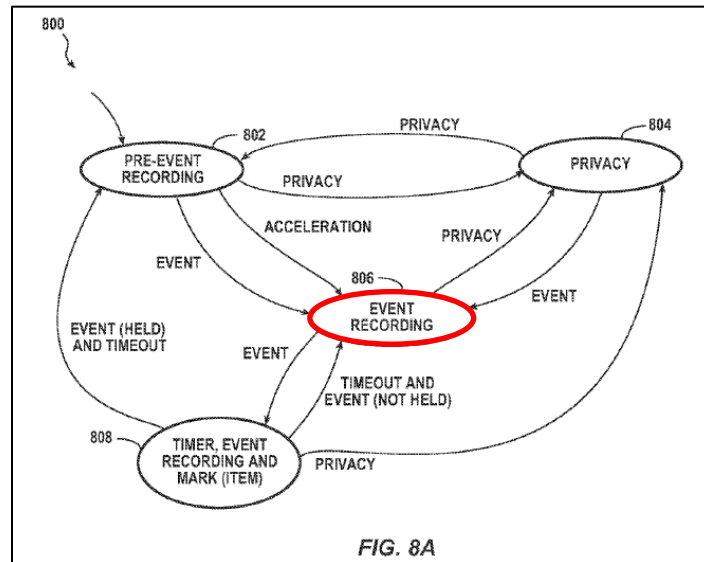 800
802
PRIVACY
804
PRE-EVENT
RECORDING
PRIVACY
PRIVACY
ACCELERATION
PRIVACY
EVENT
806
EVENT
RECORDING
EVENT
EVENT (HELD)
AND TIMEOUT
EVENT
TIMEOUT AND
EVENT (NOT HELD)
808
TIMER, EVENT
RECORDING AND
MARK (ITEM)
PRIVACY
FIG. 8A